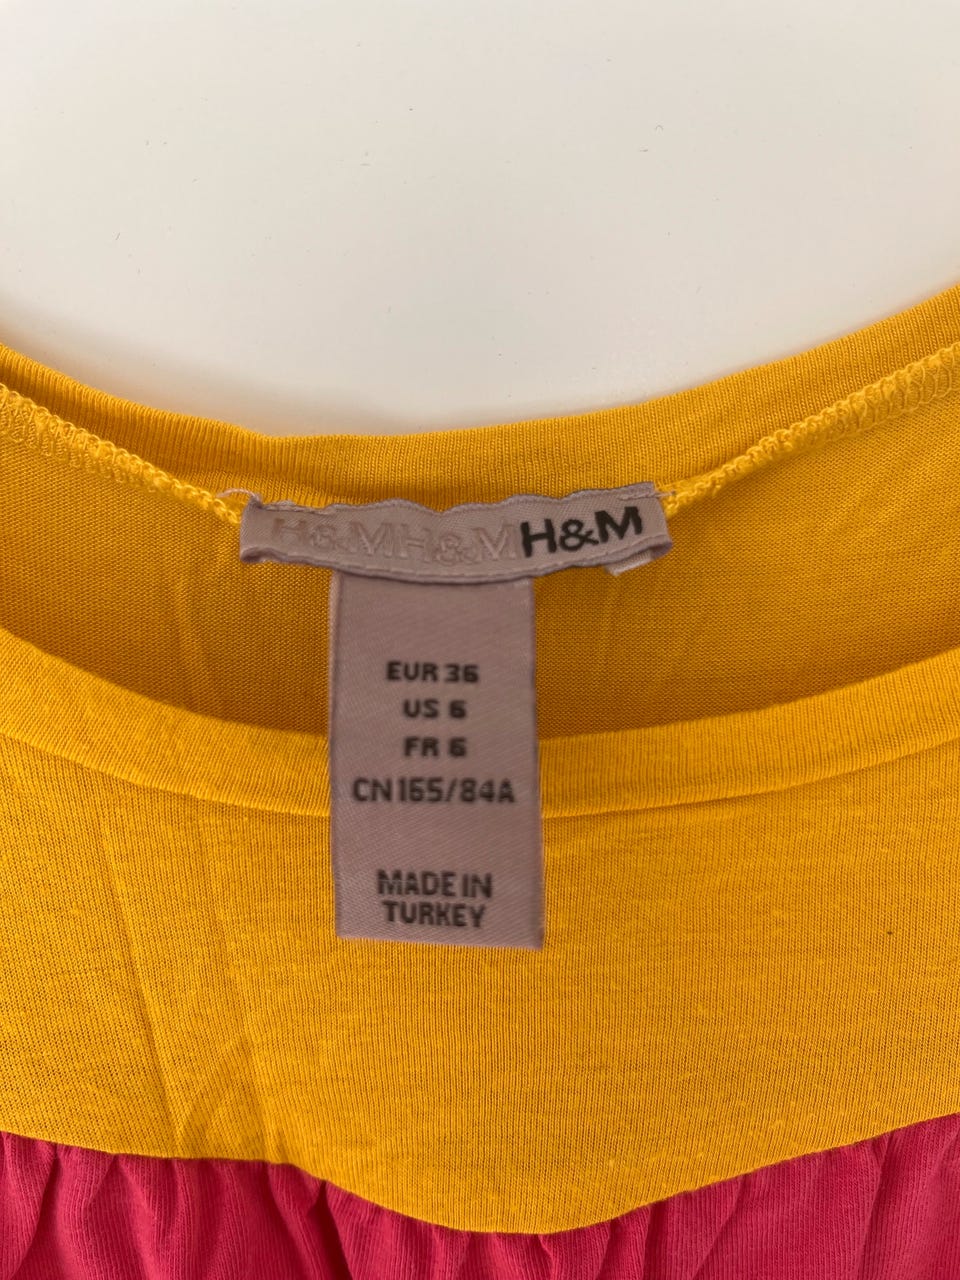 H&MH&MH&M
EUR 36
US 6
FR 6
CN 165/84A
MADE IN
TURKEY